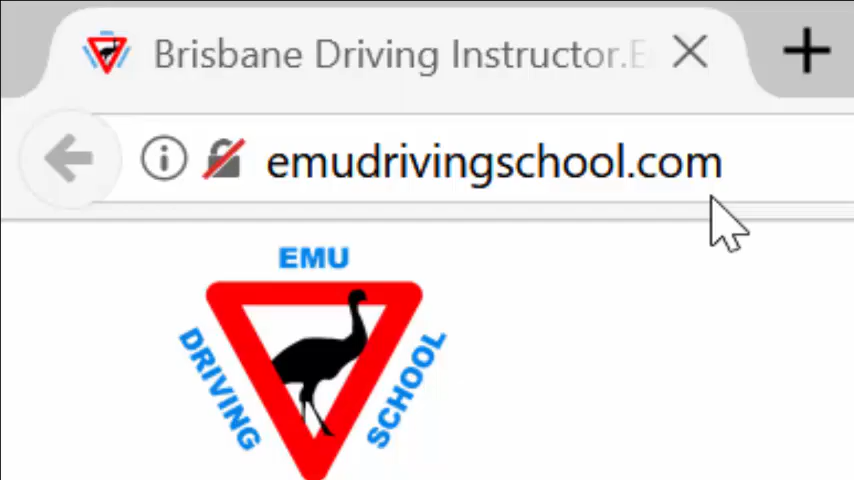 Brisbane Driving Instructor.E
emudrivingschool.com
EMU
DRIVING
SCHOOL